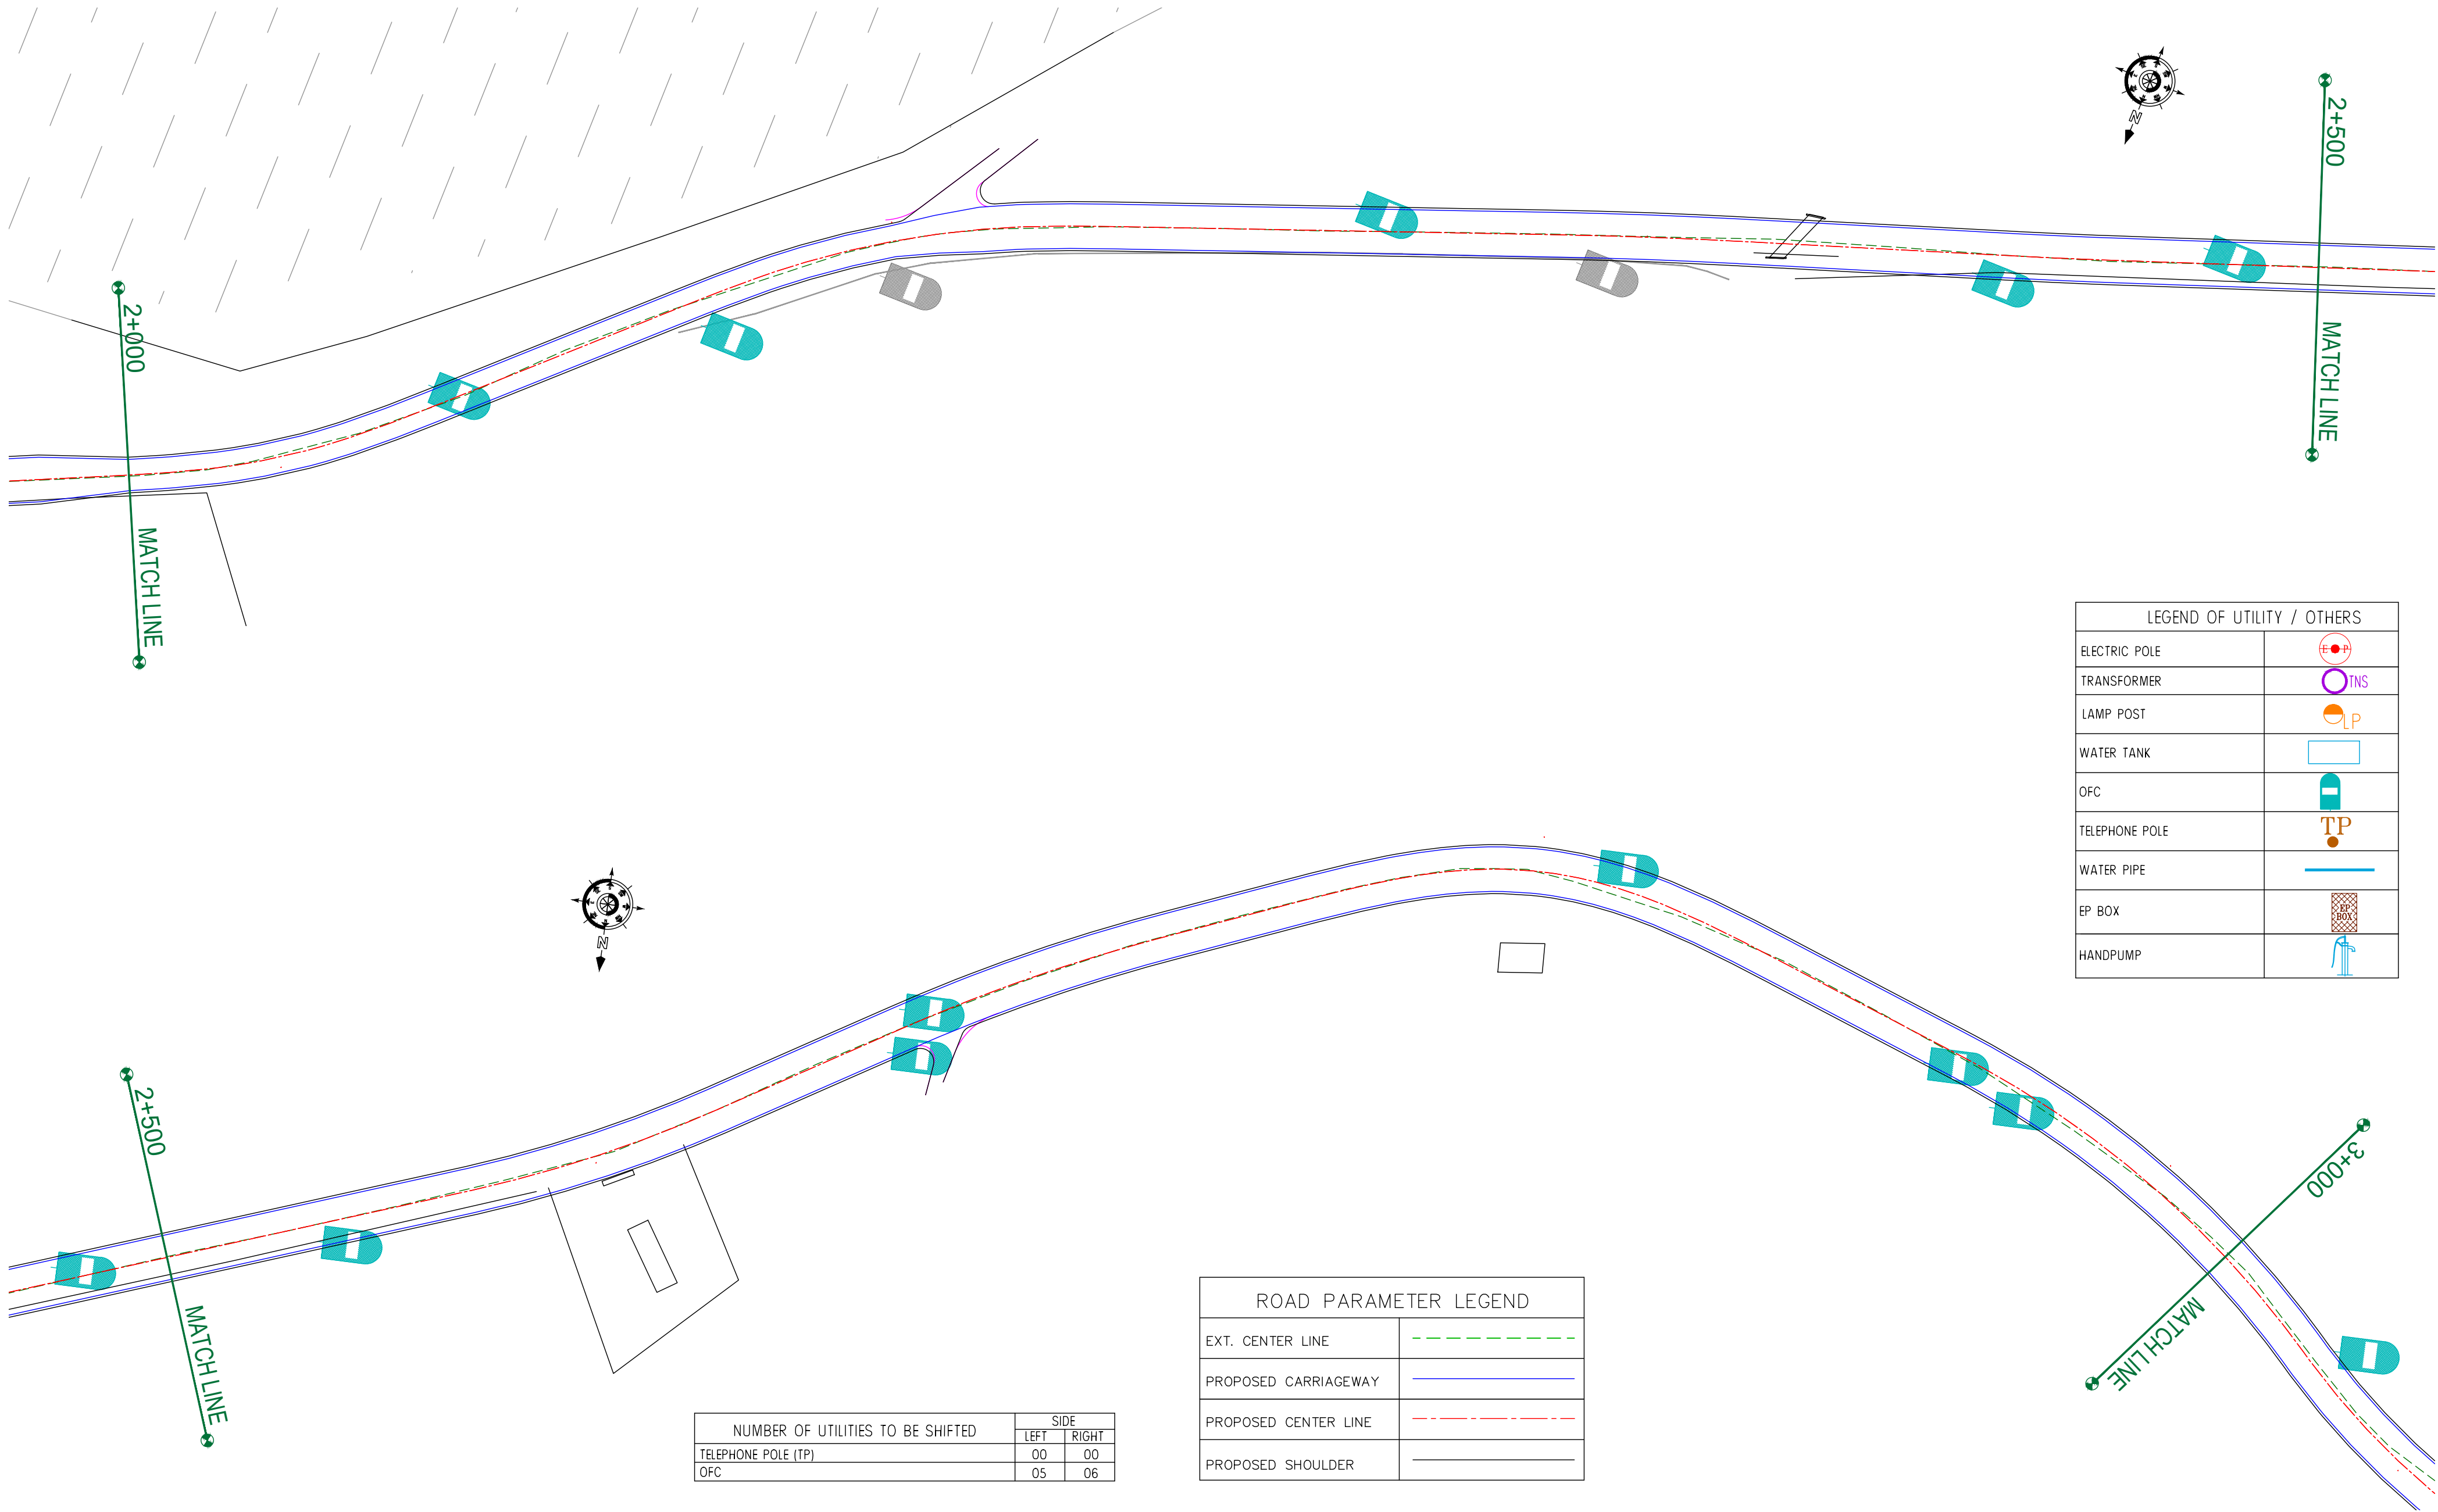 N
2+500
MATCH LINE
2+000
MATCH LINE
LEGEND OF UTILITY / OTHERS
ELECTRIC POLE E P
TRANSFORMER TNS
LAMP POST LP
WATER TANK
OFC
TELEPHONE POLE TP
WATER PIPE
EP BOX EP
BOX
HANDPUMP
N
2+500
MATCH LINE
3+000
MATCH LINE
NUMBER OF UTILITIES TO BE SHIFTED SIDE
LEFT RIGHT
TELEPHONE POLE (TP) 00 00
OFC 05 06
ROAD PARAMETER LEGEND
EXT. CENTER LINE
PROPOSED CARRIAGEWAY
PROPOSED CENTER LINE
PROPOSED SHOULDER